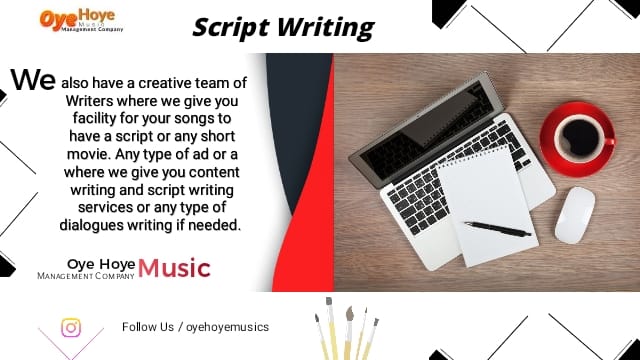 OyeHoye
Music
Management Company
Script Writing
We also have a creative team of
Writers where we give you
facility for your songs to
have a script or any short
movie. Any type of ad or a
where we give you content
writing and script writing
services or any type of
dialogues writing if needed.
Oye Hoye
Management Company Music
Follow Us / oyehoyemusics